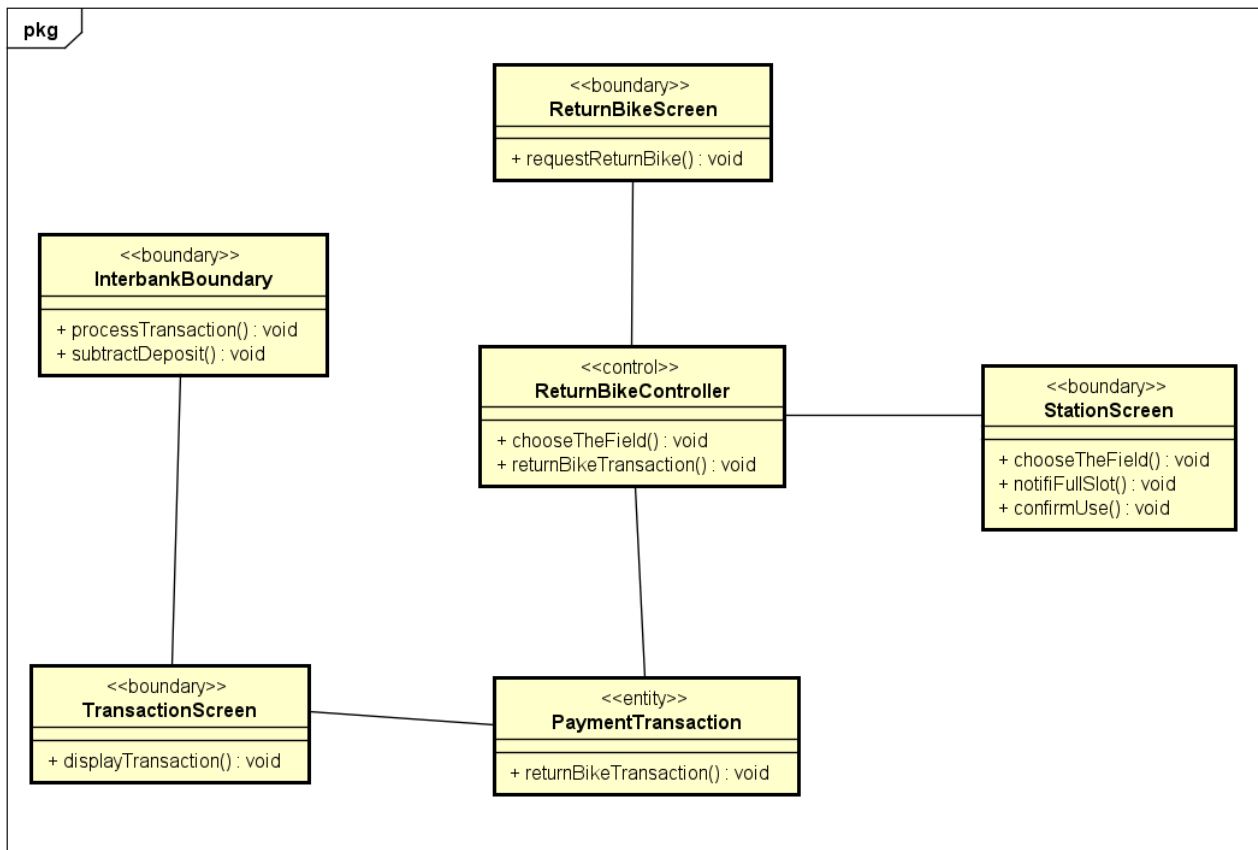 pkg
<<boundary>>
ReturnBikeScreen
+ requestReturnBike() : void
<<boundary>>
InterbankBoundary
+ processTransaction() : void
+ subtractDeposit() : void
<<control>>
ReturnBikeController
+ chooseTheField() : void
+ returnBikeTransaction() : void
<<boundary>>
StationScreen
+ chooseTheField() : void
+ notifiFullSlot() : void
+ confirmUse() : void
<<boundary>>
TransactionScreen
+ displayTransaction() : void
<<entity>>
PaymentTransaction
+ returnBikeTransaction() : void